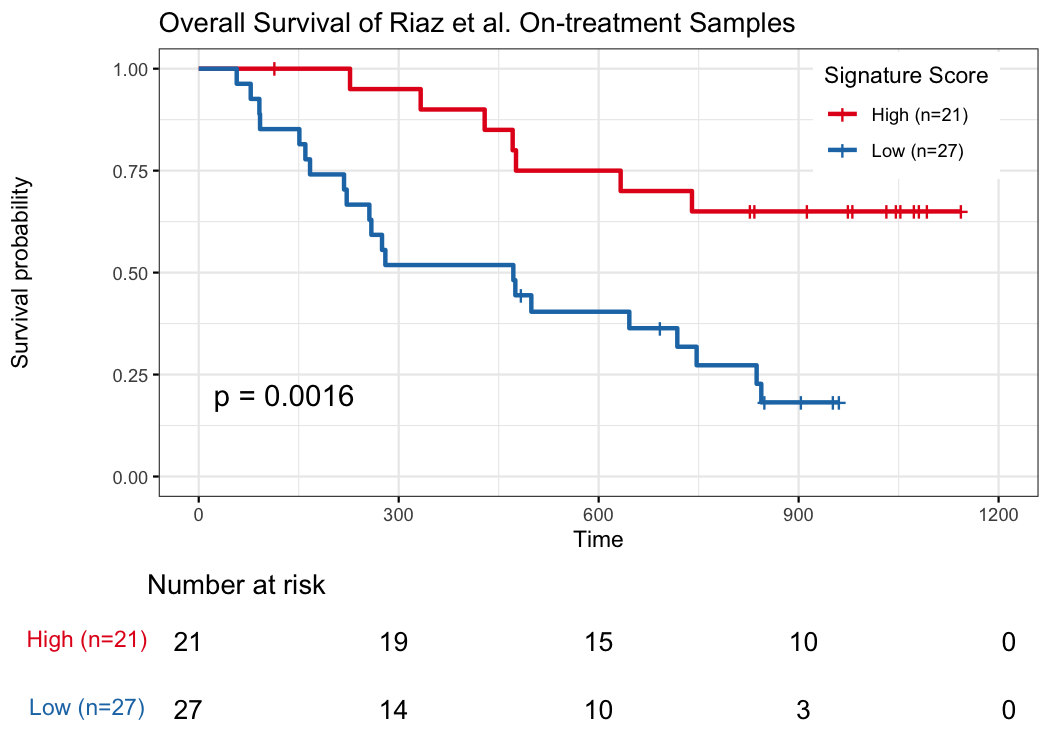 Overall Survival of Riaz et al. On-treatment Samples
Survival probability
1.00
0.75
0.50
0.25
0.00
Signature Score
High (n=21)
Low (n=27)
p = 0.0016
0 300 600 900 1200
Time
Number at risk
High (n=21) 21 19 15 10 0
Low (n=27) 27 14 10 3 0